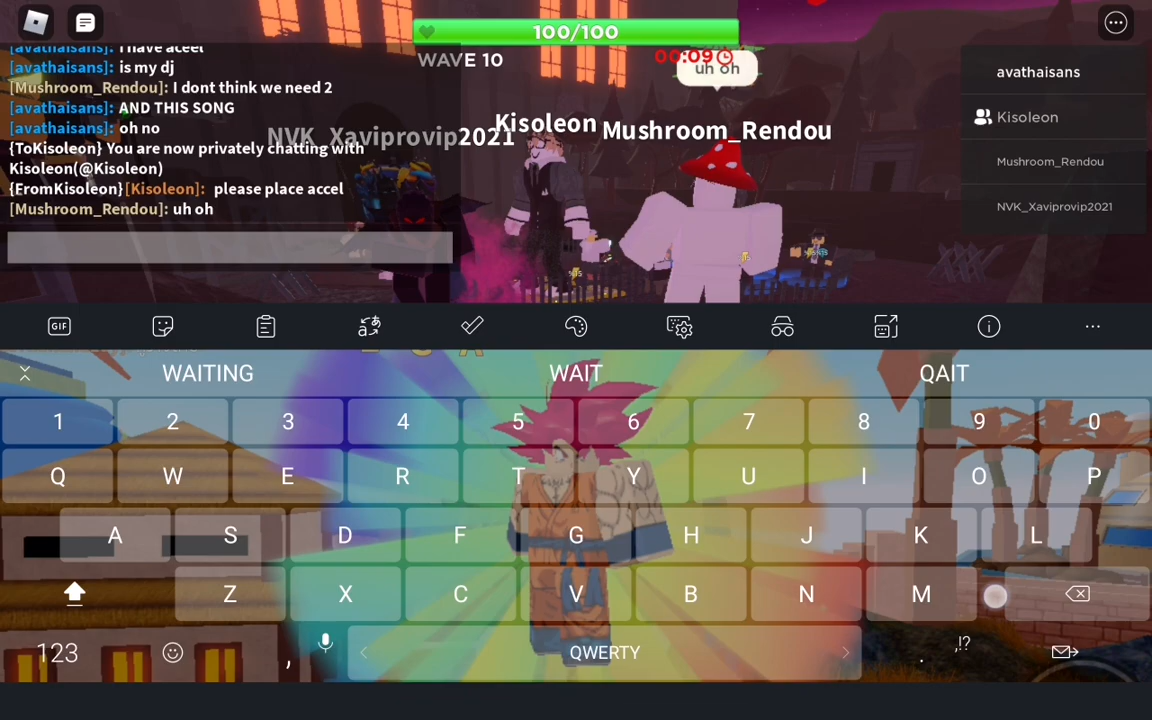 100/100
WAVE 10
00:09
uh oh
[avathaisans]: i have aceel
[avathaisans]: is my dj
[Mushroom_Rendou]: I dont think we need 2
[avathaisans]: AND THIS SONG
[avathaisans]: oh no
{ToKisoleon} You are now privately chatting with
Kisoleon(@Kisoleon)
{FromKisoleon}[Kisoleon]: please place accel
[Mushroom_Rendou]: uh oh
NVK_Xaviprovip2021
Kisoleon
Mushroom_Rendou
avathaisans
Kisoleon
Mushroom_Rendou
NVK_Xaviprovip2021
GIF
WAITING WAIT QAIT
1 2 3 4 5 6 7 8 9 0
Q W E R T Y U I O P
A S D F G H J K L
Z X C V B N M
123 , QWERTY . ,!?